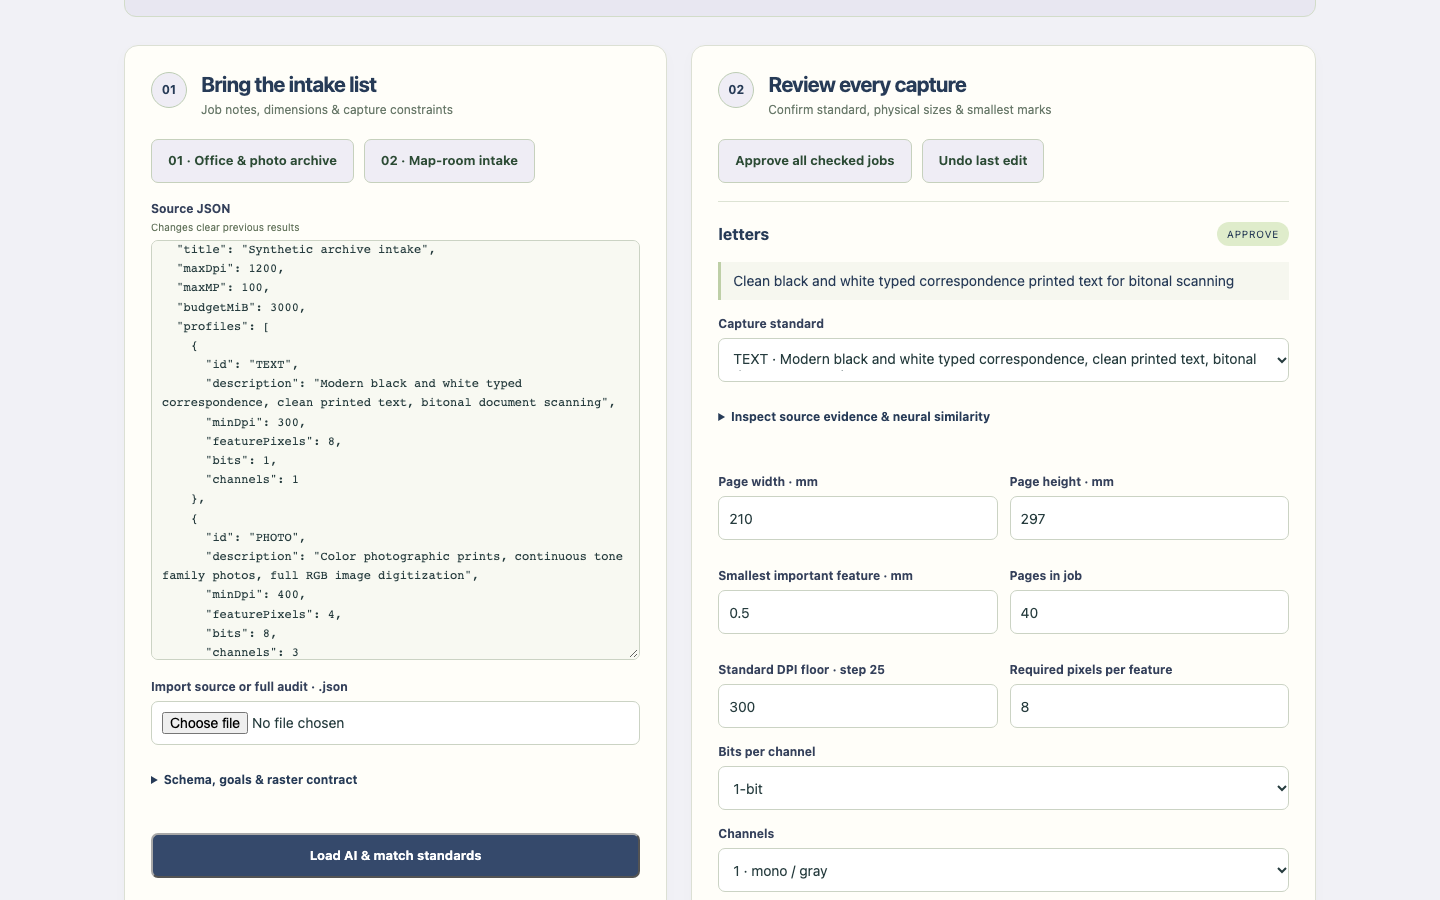 01
Bring the intake list
Job notes, dimensions & capture constraints
01 · Office & photo archive
02 · Map-room intake
Source JSON
Changes clear previous results
"title": "Synthetic archive intake",
"maxDpi": 1200,
"maxMP": 100,
"budgetMiB": 3000,
"profiles": [
{
"id": "TEXT",
"description": "Modern black and white typed
correspondence, clean printed text, bitonal document scanning",
"minDpi": 300,
"featurePixels": 8,
"bits": 1,
"channels": 1
},
{
"id": "PHOTO",
"description": "Color photographic prints, continuous tone
family photos, full RGB image digitization",
"minDpi": 400,
"featurePixels": 4,
"bits": 8,
"channels": 3
Import source or full audit · .json
Choose file No file chosen
Schema, goals & raster contract
Load AI & match standards
02
Review every capture
Confirm standard, physical sizes & smallest marks
Approve all checked jobs
Undo last edit
letters
APPROVE
Clean black and white typed correspondence printed text for bitonal scanning
Capture standard
TEXT · Modern black and white typed correspondence, clean printed text, bitonal
Inspect source evidence & neural similarity
Page width · mm
Page height · mm
210
297
Smallest important feature · mm
Pages in job
0.5
40
Standard DPI floor · step 25
Required pixels per feature
300
8
Bits per channel
1-bit
Channels
1 · mono / gray